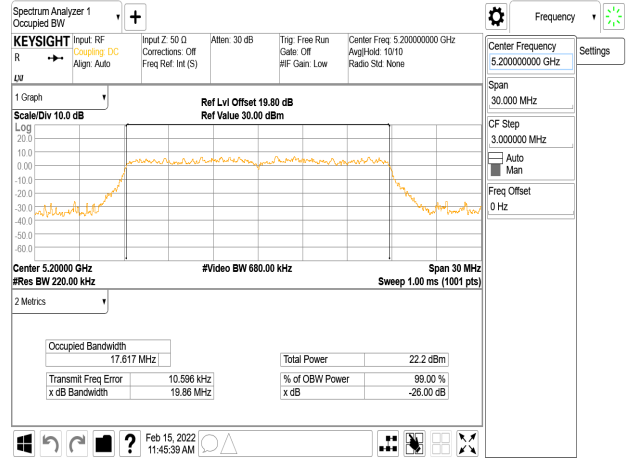 Spectrum Analyzer 1
Occupied BW
Frequency
KEYSIGHT
R
Input: RF
Coupling: DC
Align: Auto
Input Z: 50 Ω
Corrections: Off
Freq Ref: Int (S)
Atten: 30 dB
Trig: Free Run
Gate: Off
#IF Gain: Low
Center Freq: 5.200000000 GHz
Avg|Hold: 10/10
Radio Std: None
Center Frequency
5.200000000 GHz
Settings
Span
30.000 MHz
CF Step
3.000000 MHz
Auto
Man
Freq Offset
0 Hz
1 Graph
Scale/Div 10.0 dB
Ref Lvl Offset 19.80 dB
Ref Value 30.00 dBm
Log
20.0
10.0
0.00
-10.0
-20.0
-30.0
-40.0
-50.0
-60.0
Center 5.20000 GHz
#Video BW 680.00 kHz
Span 30 MHz
#Res BW 220.00 kHz
Sweep 1.00 ms (1001 pts)
2 Metrics
Occupied Bandwidth
17.617 MHz
Total Power 22.2 dBm
Transmit Freq Error 10.596 kHz
% of OBW Power 99.00 %
x dB Bandwidth 19.86 MHz
x dB -26.00 dB
?
Feb 15, 2022
11:45:39 AM